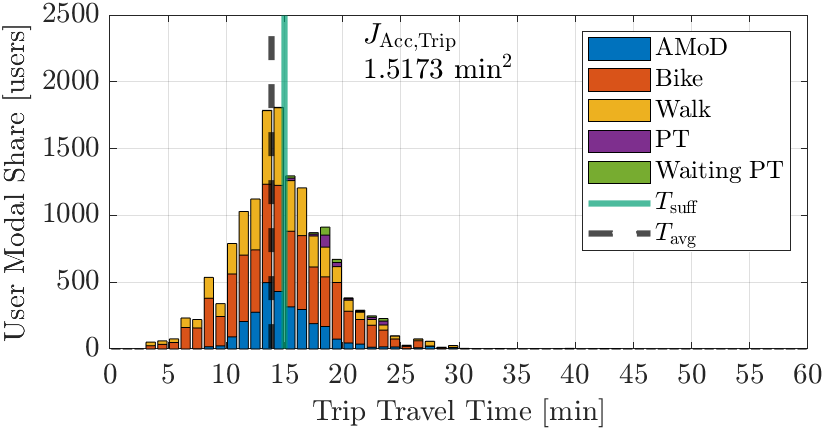 2500
2000
1500
1000
500
0
User Modal Share [users]
J_Acc,Trip
1.5173 min²
AMoD
Bike
Walk
PT
Waiting PT
T_suff
T_avg
0 5 10 15 20 25 30 35 40 45 50 55 60
Trip Travel Time [min]